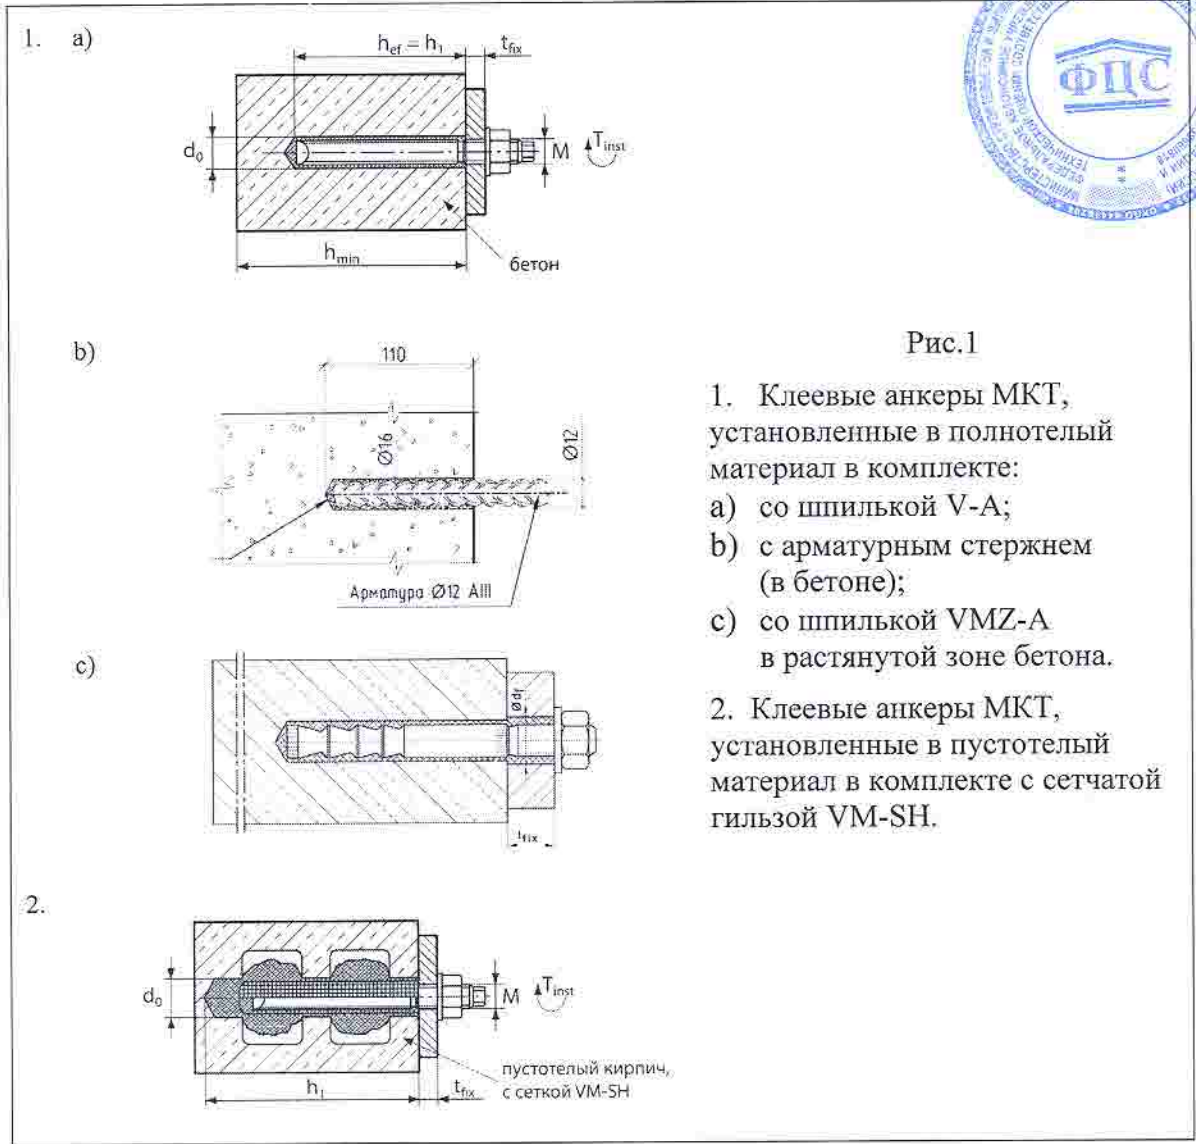 1. a)
h_ef = h_1
t_fix
d_0
M
T_inst
h_min
бетон
ФЦС
b)
110
Ø16
Ø12
Арматура Ø12 АIII
c)
Ødf
t_fix
2.
d_0
M
T_inst
h_1
t_fix
пустотелый кирпич,
с сеткой VM-SH
Рис.1
1. Клеевые анкеры МКТ,
установленные в полнотелый
материал в комплекте:
a) со шпилькой V-A;
b) с арматурным стержнем
(в бетоне);
c) со шпилькой VMZ-A
в растянутой зоне бетона.
2. Клеевые анкеры МКТ,
установленные в пустотелый
материал в комплекте с сетчатой
гильзой VM-SH.